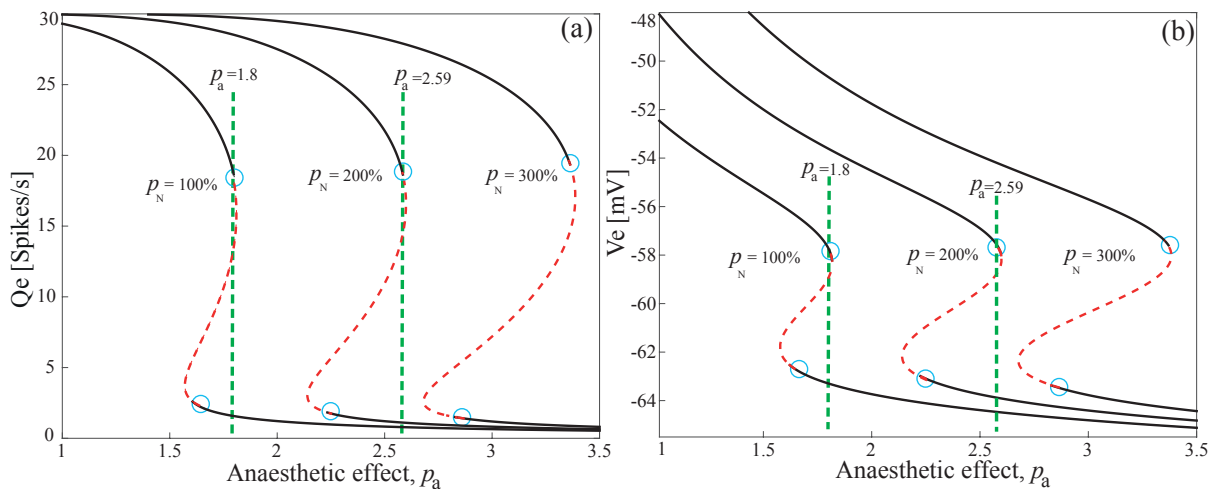 30
25
20
15
10
5
0
Qe [Spikes/s]
(a)
p_a=1.8
p_a=2.59
p_N = 100%
p_N = 200%
p_N = 300%
1
1.5
2
2.5
3
3.5
Anaesthetic effect, p_a
-48
-50
-52
-54
-56
-58
-60
-62
-64
Ve [mV]
(b)
p_a=1.8
p_a=2.59
p_N = 100%
p_N = 200%
p_N = 300%
1
1.5
2
2.5
3
3.5
Anaesthetic effect, p_a